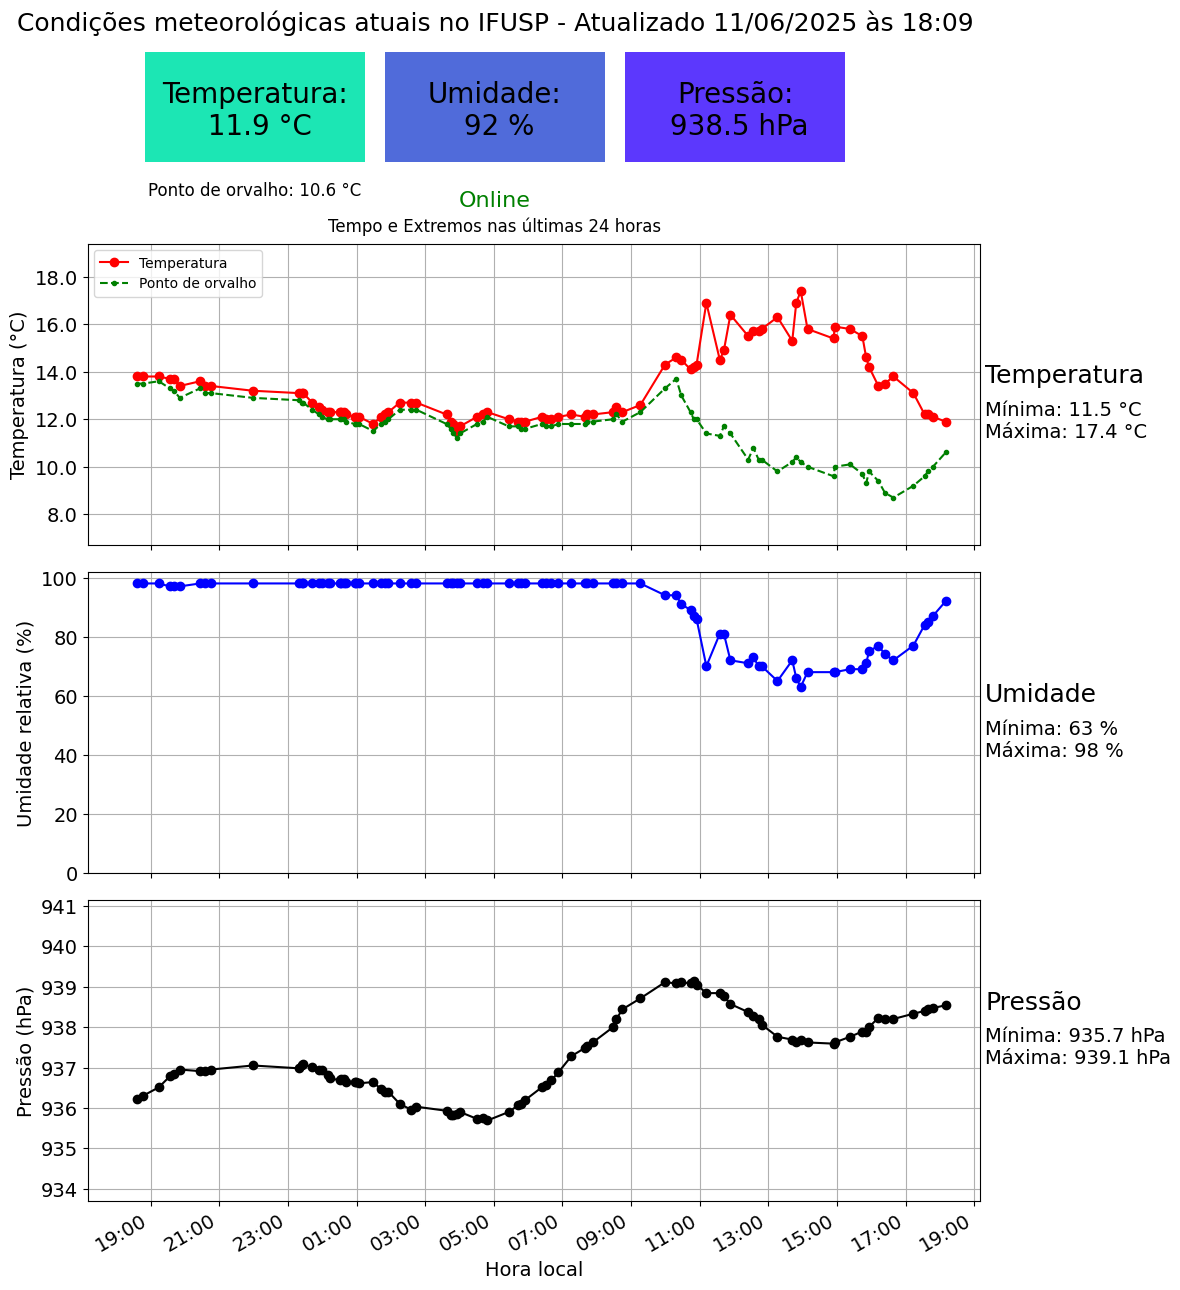 Condições meteorológicas atuais no IFUSP - Atualizado 11/06/2025 às 18:09
Temperatura:
11.9 °C
Umidade:
92 %
Pressão:
938.5 hPa
Ponto de orvalho: 10.6 °C
Online
Tempo e Extremos nas últimas 24 horas
Temperatura
Ponto de orvalho
Temperatura (°C)
18.0
16.0
14.0
12.0
10.0
8.0
Temperatura
Mínima: 11.5 °C
Máxima: 17.4 °C
Umidade relativa (%)
100
80
60
40
20
0
Umidade
Mínima: 63 %
Máxima: 98 %
Pressão (hPa)
941
940
939
938
937
936
935
934
Pressão
Mínima: 935.7 hPa
Máxima: 939.1 hPa
19:00 21:00 23:00 01:00 03:00 05:00 07:00 09:00 11:00 13:00 15:00 17:00 19:00
Hora local